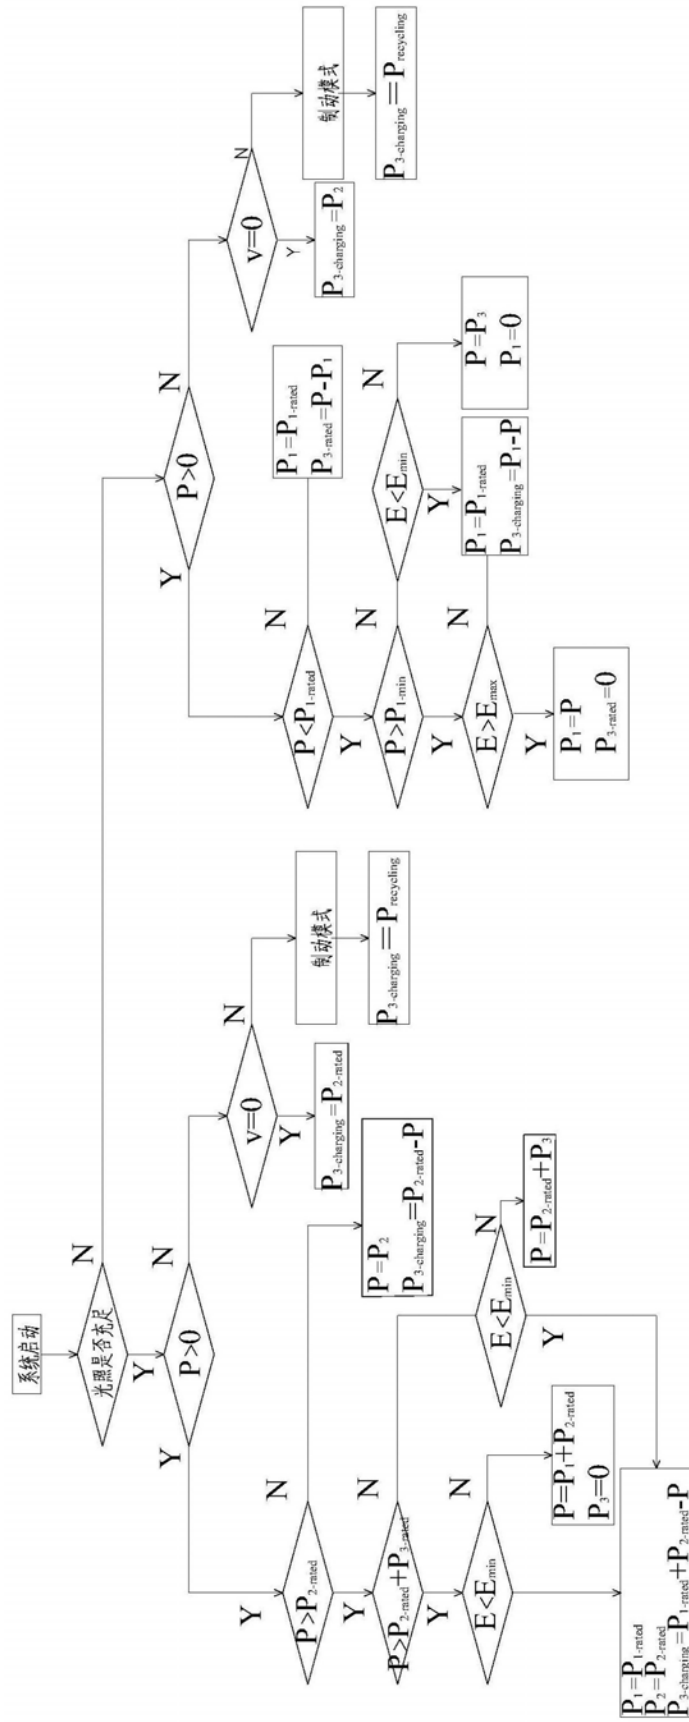 系统启动
光照是否充足
Y
N
P>0
Y
N
P>P2-rated
Y
N
P>P2-rated+P3-rated
Y
N
E<Emin
N
P=P1+P2-rated
P3=0
P1=P1-rated
P2=P2-rated
P3-charging=P1-rated+P2-rated-P
E<Emin
N
Y
P=P2-rated+P3
P=P2
P3-charging=P2-rated-P
v=0
Y
N
P3-charging=P2-rated
制动模式
P3-charging=Precycling
P>0
Y
N
P<P1-rated
Y
N
P1=P1-rated
P3-rated=P-P1
P>P1-min
Y
N
E>Emax
Y
N
P1=P
P3-rated=0
E<Emin
Y
N
P1=P1-rated
P3-charging=P1-P
P=P3
P1=0
v=0
Y
N
P3-charging=P2
制动模式
P3-charging=Precycling